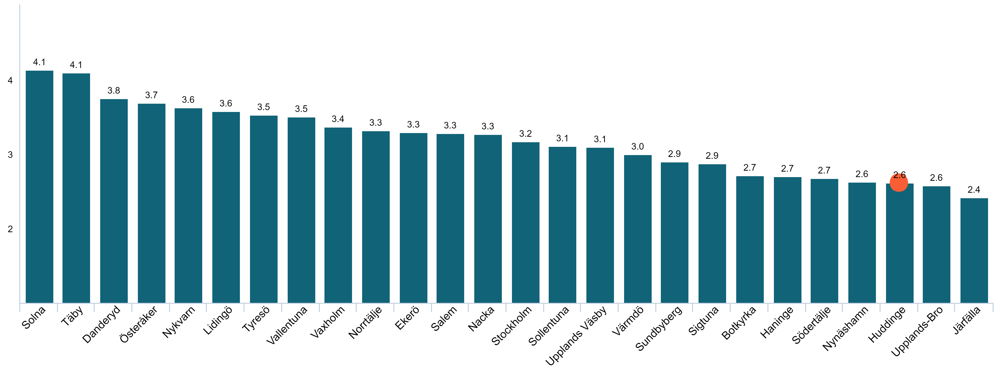 4
3
2
4.1
4.1
3.8
3.7
3.6
3.6
3.5
3.5
3.4
3.3
3.3
3.3
3.3
3.2
3.1
3.1
3.0
2.9
2.9
2.7
2.7
2.7
2.6
2.6
2.6
2.4
Solna
Täby
Danderyd
Österåker
Nykvarn
Lidingö
Tyresö
Vallentuna
Vaxholm
Norrtälje
Ekerö
Salem
Nacka
Stockholm
Sollentuna
Upplands Väsby
Värmdö
Sundbyberg
Sigtuna
Botkyrka
Haninge
Södertälje
Nynäshamn
Huddinge
Upplands-Bro
Järfälla